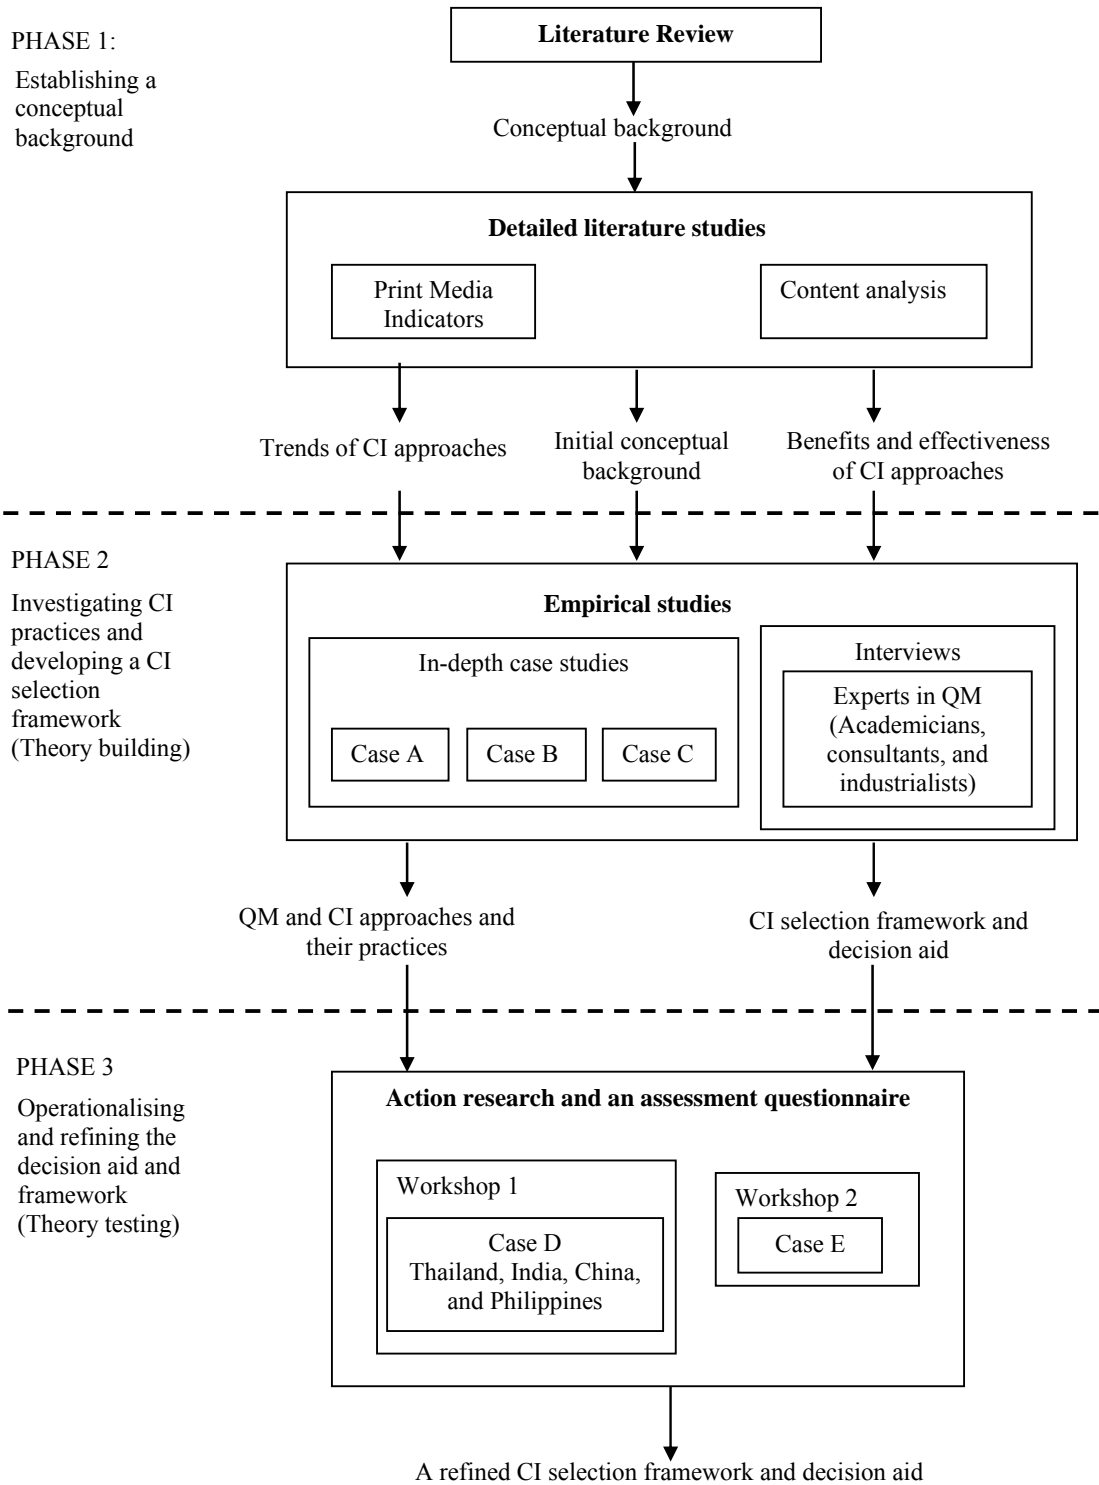 PHASE 1:
Establishing a
conceptual
background
Literature Review
Conceptual background
Detailed literature studies
Print Media
Indicators
Content analysis
Trends of CI approaches
Initial conceptual
background
Benefits and effectiveness
of CI approaches
PHASE 2
Investigating CI
practices and
developing a CI
selection
framework
(Theory building)
Empirical studies
In-depth case studies
Case A
Case B
Case C
Interviews
Experts in QM
(Academicians,
consultants, and
industrialists)
QM and CI approaches and
their practices
CI selection framework and
decision aid
PHASE 3
Operationalising
and refining the
decision aid and
framework
(Theory testing)
Action research and an assessment questionnaire
Workshop 1
Case D
Thailand, India, China,
and Philippines
Workshop 2
Case E
A refined CI selection framework and decision aid